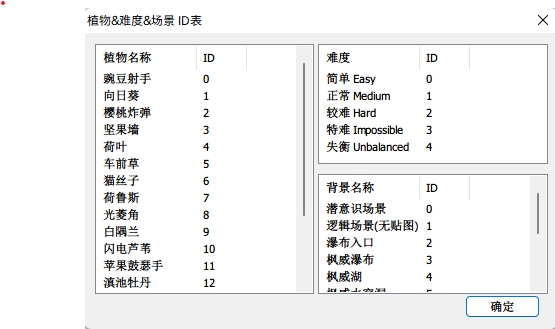 植物&难度&场景 ID表
植物名称 ID
豌豆射手 0
向日葵 1
樱桃炸弹 2
坚果墙 3
荷叶 4
车前草 5
猫丝子 6
荷鲁斯 7
光菱角 8
白隅兰 9
闪电芦苇 10
苹果鼓瑟手 11
滇池牡丹 12
难度 ID
简单 Easy 0
正常 Medium 1
较难 Hard 2
特难 Impossible 3
失衡 Unbalanced 4
背景名称 ID
潜意识场景 0
逻辑场景(无贴图) 1
瀑布入口 2
枫威瀑布 3
枫威湖 4
确定